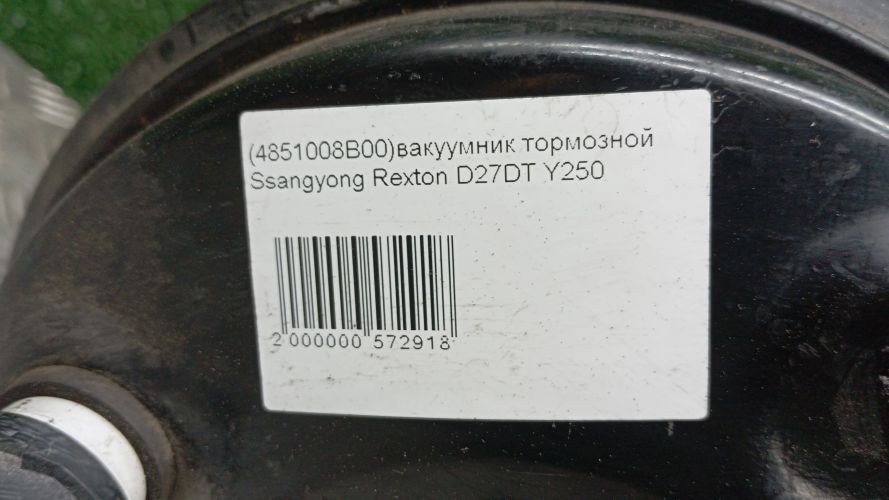 (4851008B00)вакуумник тормозной
Ssangyong Rexton D27DT Y250
2 000000 572918